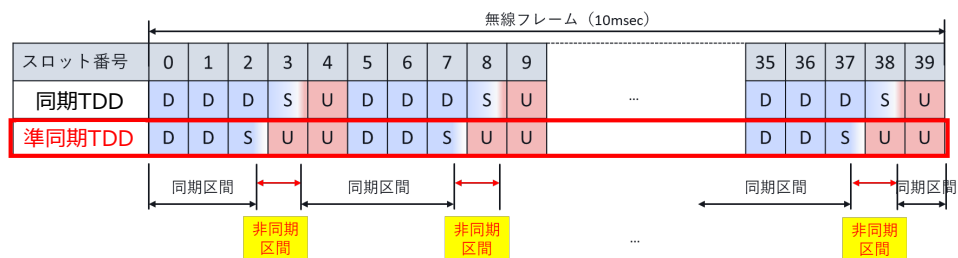 無線フレーム（10msec）
スロット番号 0 1 2 3 4 5 6 7 8 9 35 36 37 38 39
同期TDD D D D S U D D D S U ... D D D S U
準同期TDD D D S U U D D S U U D D S U U
同期区間 同期区間 同期区間 同期区間
非同期 非同期 非同期
区間 区間 ... 区間